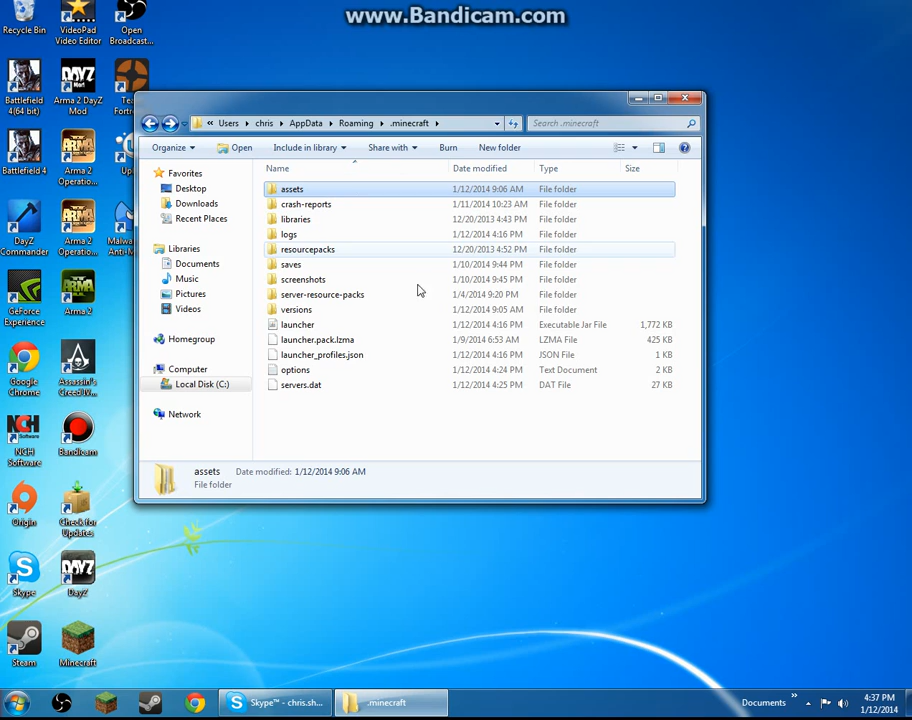 www.Bandicam.com
Recycle Bin
VideoPad
Video Editor
Open
Broadcast...
Battlefield
4(64 bit)
Arma 2 DayZ
Mod
Battlefield 4
Arma 2
Operatio...
DayZ
Commander
Arma 2
Operatio...
GeForce
Experience
Arma 2
Google
Chrome
Assassin's
Creed IV...
NCH
Software
Bandicam
Origin
Check for
Updates
Skype
DayZ
Steam
Minecraft
« Users chris AppData Roaming .minecraft
Search .minecraft
Organize Open Include in library Share with Burn New folder
Favorites
Desktop
Downloads
Recent Places
Libraries
Documents
Music
Pictures
Videos
Homegroup
Computer
Local Disk (C:)
Network
Name Date modified Type Size
assets 1/12/2014 9:06 AM File folder
crash-reports 1/11/2014 10:23 AM File folder
libraries 12/20/2013 4:43 PM File folder
logs 1/12/2014 4:16 PM File folder
resourcepacks 12/20/2013 4:52 PM File folder
saves 1/10/2014 9:44 PM File folder
screenshots 1/10/2014 9:45 PM File folder
server-resource-packs 1/4/2014 9:20 PM File folder
versions 1/12/2014 9:05 AM File folder
launcher 1/12/2014 4:16 PM Executable Jar File 1,772 KB
launcher.pack.lzma 1/9/2014 6:53 AM LZMA File 425 KB
launcher_profiles.json 1/12/2014 4:16 PM JSON File 1 KB
options 1/12/2014 4:24 PM Text Document 2 KB
servers.dat 1/12/2014 4:25 PM DAT File 27 KB
assets Date modified: 1/12/2014 9:06 AM
File folder
Skype™ - chris.sh...
.minecraft
Documents
4:37 PM
1/12/2014